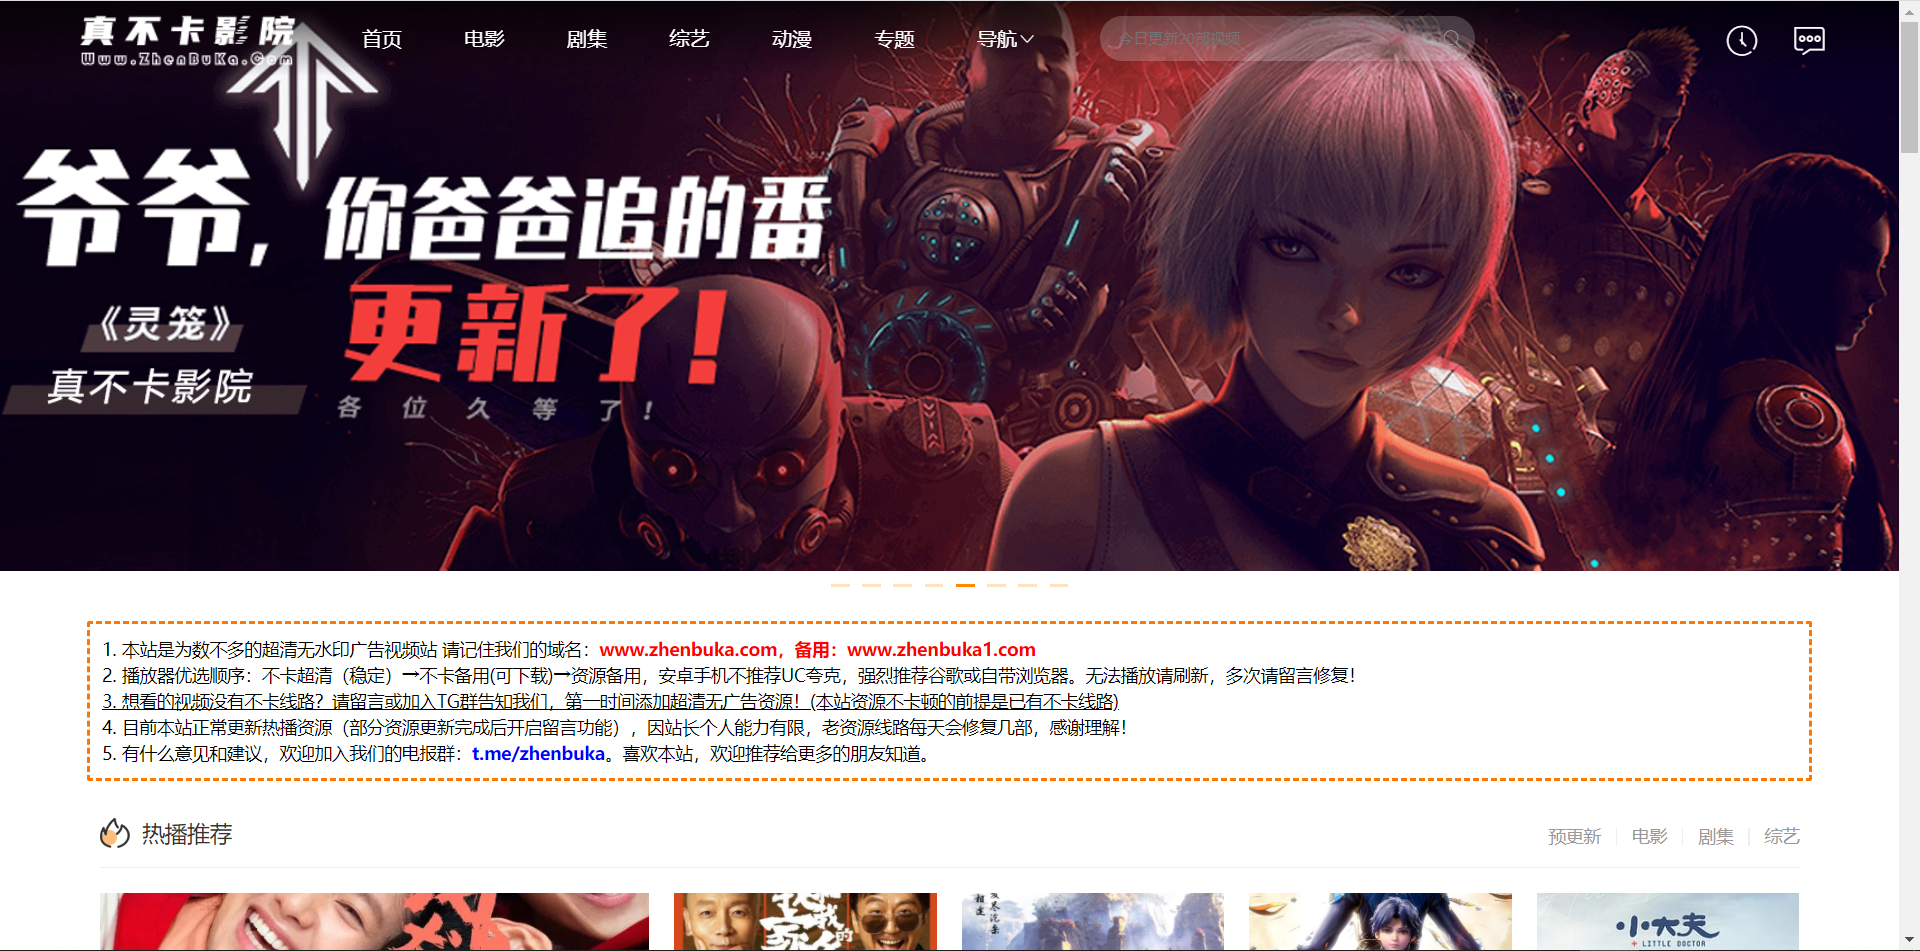 真不卡影院
Www.ZhenBuKa.Com
首页 电影 剧集 综艺 动漫 专题 导航
今日更新20部视频
爷爷，你爸爸追的番
更新了！
《灵笼》
真不卡影院
各位久等了！
1. 本站是为数不多的超清无水印广告视频站 请记住我们的域名：www.zhenbuka.com，备用：www.zhenbuka1.com
2. 播放器优选顺序：不卡超清（稳定）→不卡备用(可下载)→资源备用，安卓手机不推荐UC夸克，强烈推荐谷歌或自带浏览器。无法播放请刷新，多次请留言修复！
3. 想看的视频没有不卡线路？请留言或加入TG群告知我们，第一时间添加超清无广告资源！(本站资源不卡顿的前提是已有不卡线路)
4. 目前本站正常更新热播资源（部分资源更新完成后开启留言功能），因站长个人能力有限，老资源线路每天会修复几部，感谢理解！
5. 有什么意见和建议，欢迎加入我们的电报群：t.me/zhenbuka。喜欢本站，欢迎推荐给更多的朋友知道。
热播推荐
预更新 电影 剧集 综艺
小大夫
LITTLE DOCTOR